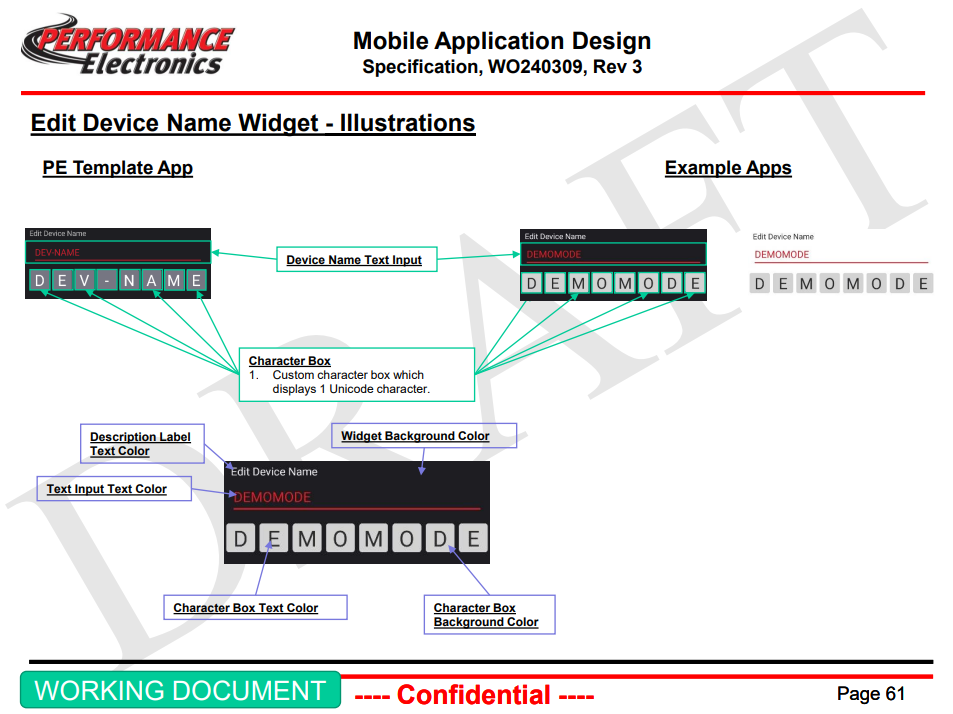 PERFORMANCE
Electronics
Mobile Application Design
Specification, WO240309, Rev 3
Edit Device Name Widget - Illustrations
PE Template App
Example Apps
Edit Device Name
DEV-NAME
D E V - N A M E
Device Name Text Input
Edit Device Name
DEMOMODE
D E M O M O D E
Edit Device Name
DEMOMODE
D E M O M O D E
Character Box
1. Custom character box which
displays 1 Unicode character.
Description Label
Text Color
Widget Background Color
Text Input Text Color
Edit Device Name
DEMOMODE
D E M O M O D E
Character Box Text Color
Character Box
Background Color
DRAFT
WORKING DOCUMENT
---- Confidential ----
Page 61